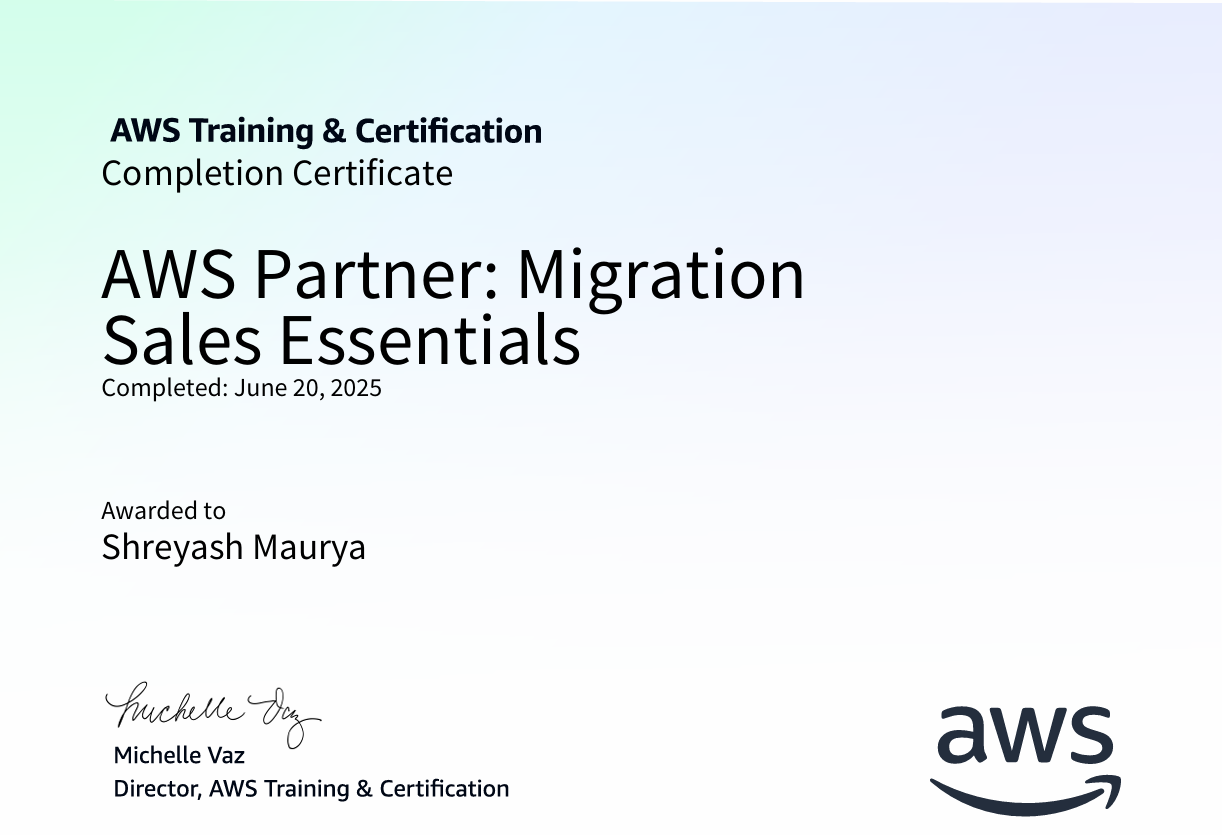 AWS Training & Certification
Completion Certificate
AWS Partner: Migration
Sales Essentials
Completed: June 20, 2025
Awarded to
Shreyash Maurya
Michelle Vaz
Michelle Vaz
Director, AWS Training & Certification
aws